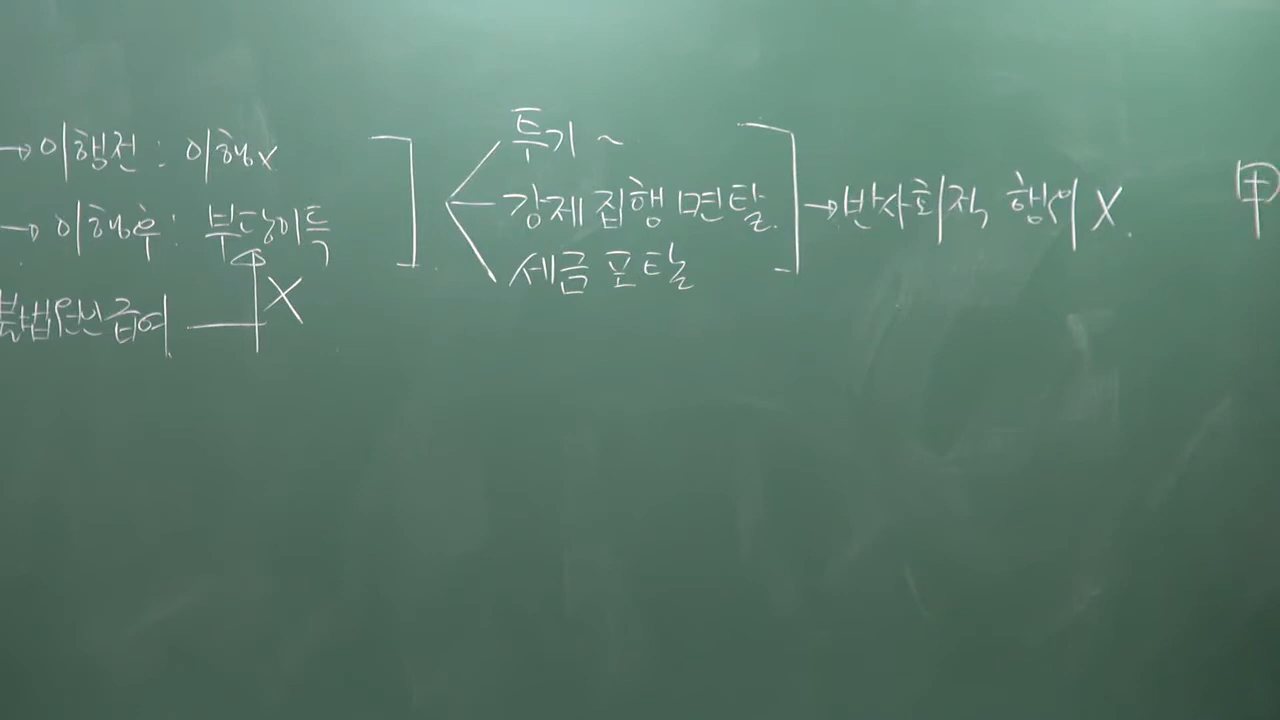 →이행전 : 이행x
→ 이행후 : 부당이득
불법원인급여 X
투기 ~
강제집행면탈
세금포탈
→반사회적 행위 X.
甲